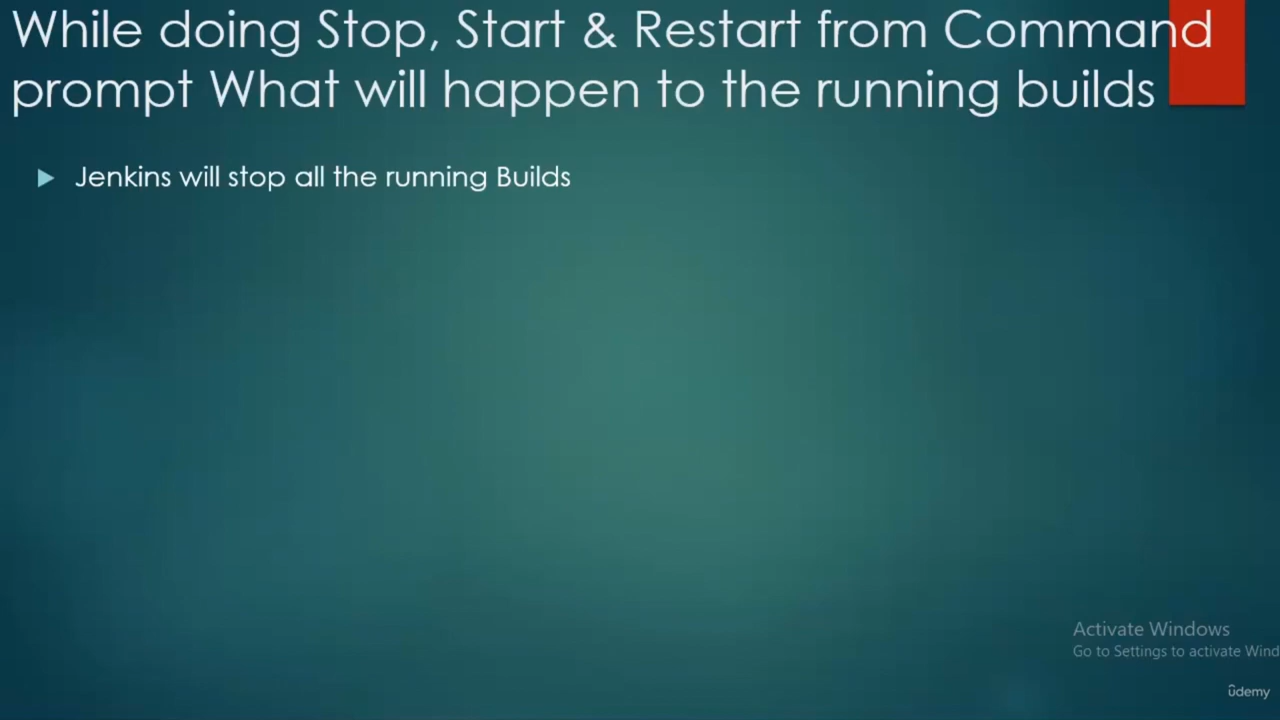 While doing Stop, Start & Restart from Command
prompt What will happen to the running builds
Jenkins will stop all the running Builds
Activate Windows
Go to Settings to activate Wind
ûdemy